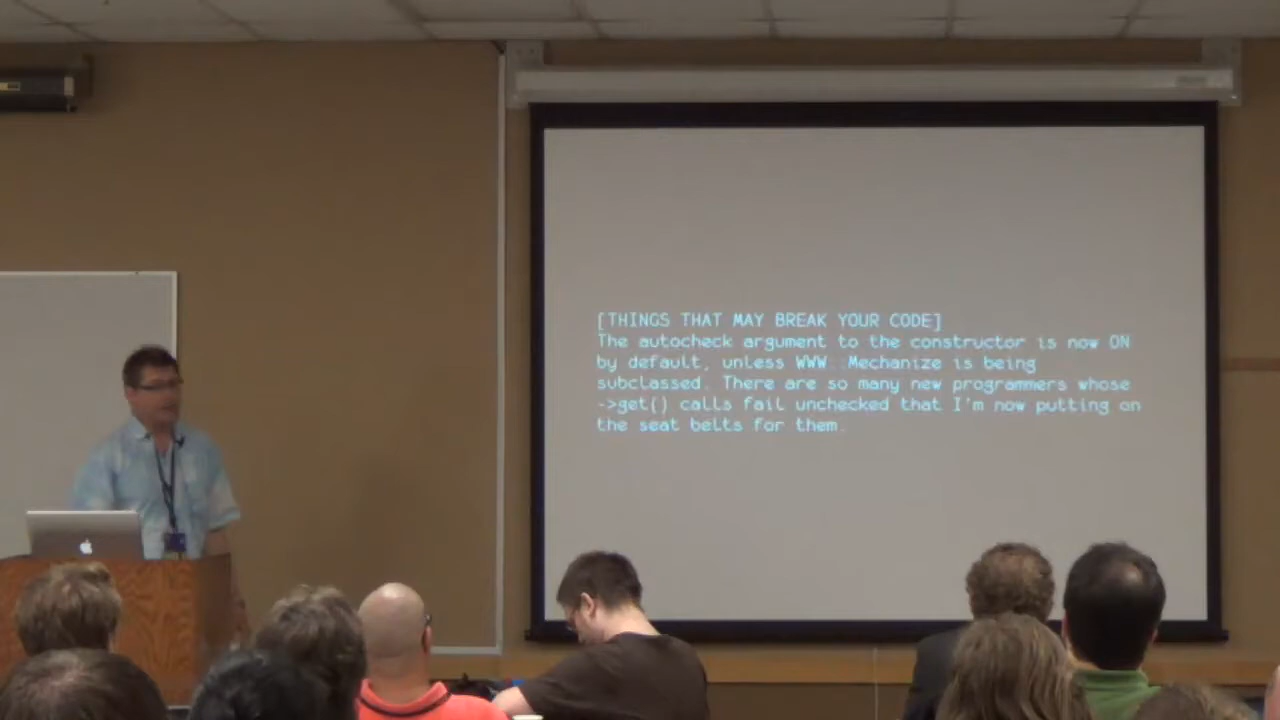 [THINGS THAT MAY BREAK YOUR CODE]
The autocheck argument to the constructor is now ON
by default, unless WWW::Mechanize is being
subclassed. There are so many new programmers whose
->get() calls fail unchecked that I'm now putting on
the seat belts for them.